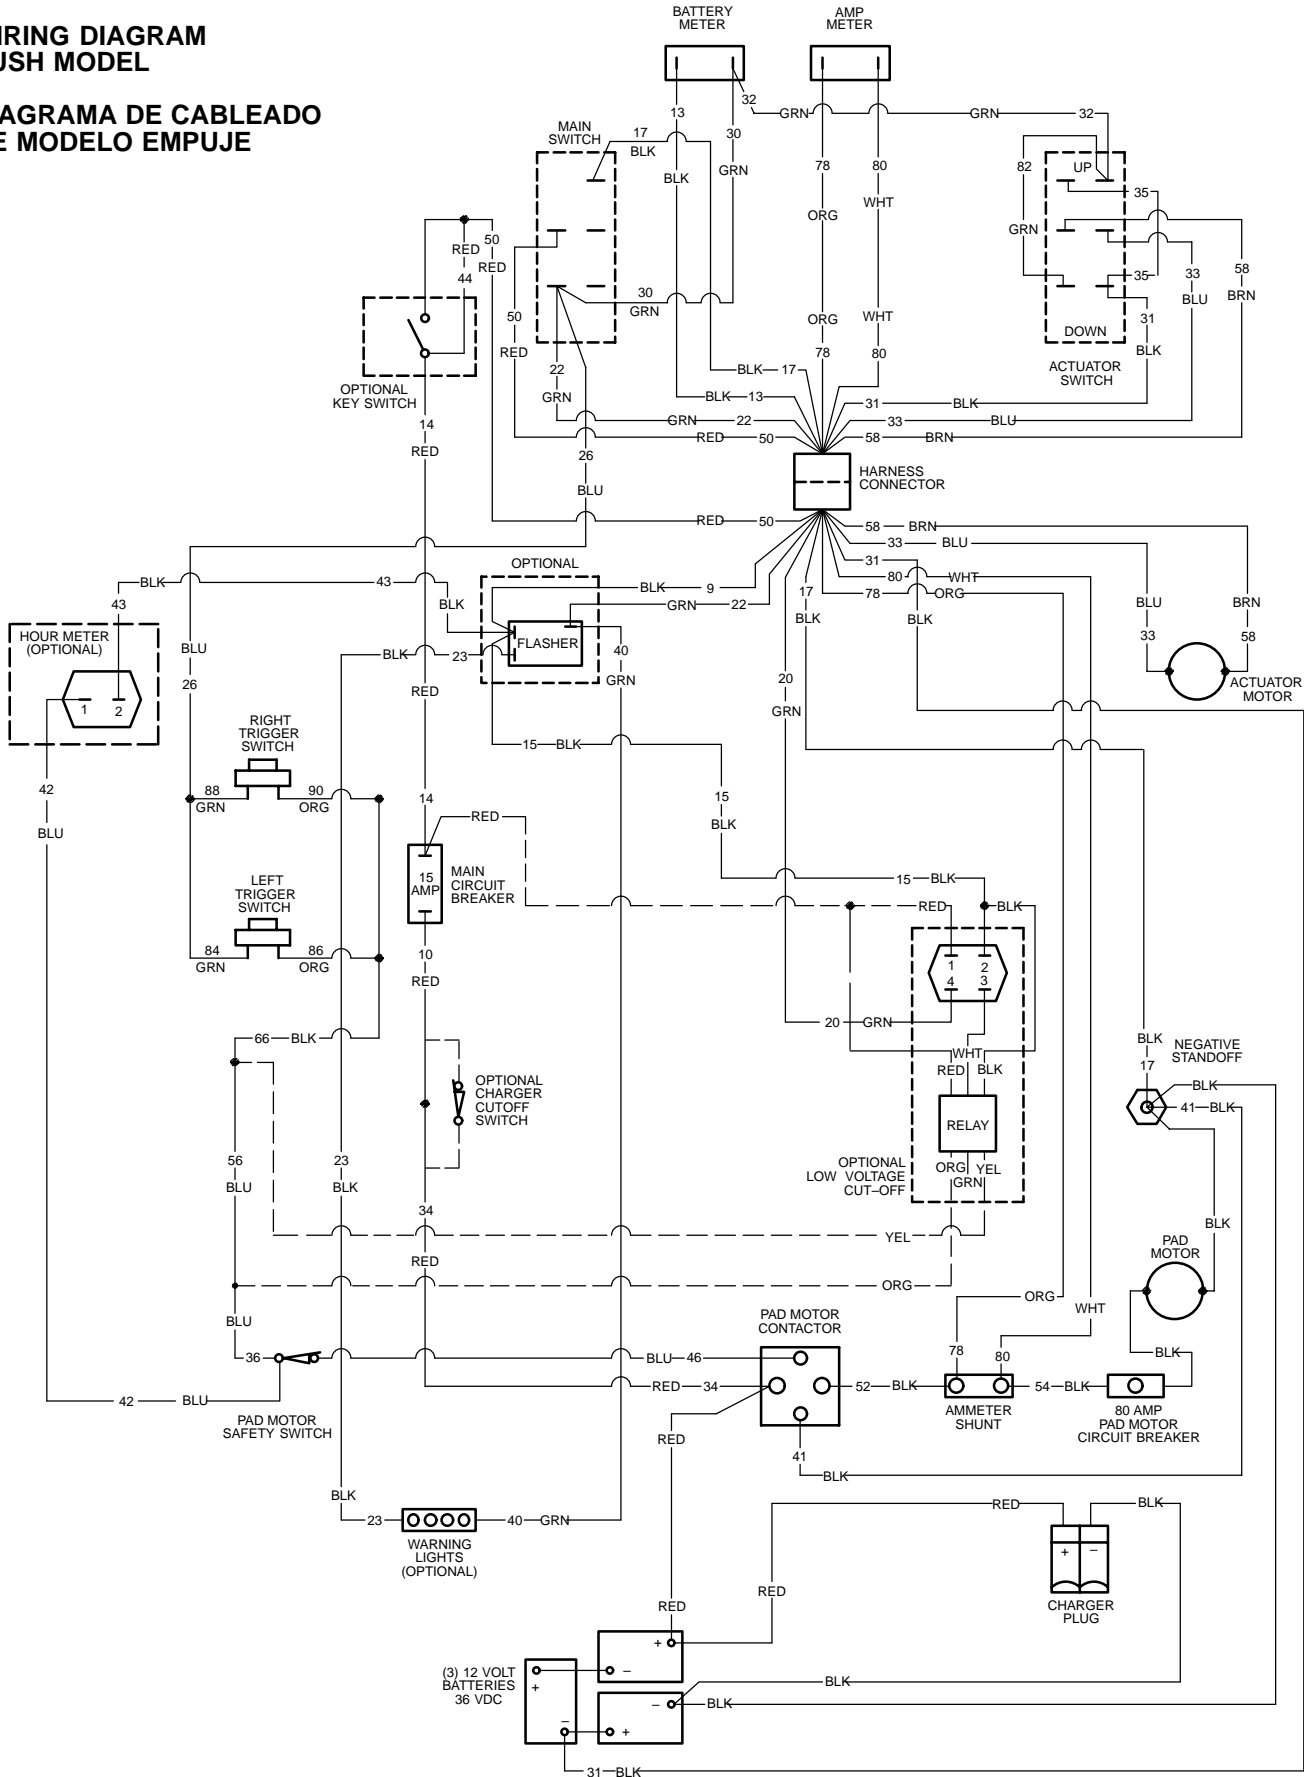 IRING DIAGRAM
USH MODEL
AGRAMA DE CABLEADO
E MODELO EMPUJE
BATTERY
METER
AMP
METER
32
GRN
GRN
32
13
MAIN
SWITCH
17
BLK
30
GRN
BLK
78
80
WHT
ORG
82
UP
35
GRN
RED
50
RED
44
35
33
BLU
58
BRN
30
GRN
50
RED
ORG
78
WHT
80
31
BLK
DOWN
ACTUATOR
SWITCH
22
GRN
BLK
17
OPTIONAL
KEY SWITCH
BLK
13
31
BLK
14
RED
GRN
22
33
BLU
RED
50
58
BRN
26
BLU
HARNESS
CONNECTOR
RED
50
58
BRN
33
BLU
31
OPTIONAL
BLK
43
BLK
9
80
WHT
17
BLK
78
ORG
43
BLK
GRN
22
BLK
BLU
33
BRN
58
HOUR METER
(OPTIONAL)
BLU
26
FLASHER
BLK
23
40
GRN
RED
20
GRN
1
2
ACTUATOR
MOTOR
RIGHT
TRIGGER
SWITCH
15
BLK
42
BLU
88
GRN
90
ORG
14
RED
15
BLK
15
AMP
MAIN
CIRCUIT
BREAKER
LEFT
TRIGGER
SWITCH
15
BLK
RED
BLK
84
GRN
86
ORG
10
RED
1
2
4
3
20
GRN
66
BLK
WHT
RED
BLK
BLK
17
NEGATIVE
STANDOFF
OPTIONAL
CHARGER
CUTOFF
SWITCH
BLK
41
BLK
RELAY
56
BLU
23
BLK
OPTIONAL
LOW VOLTAGE
CUT–OFF
ORG
YEL
GRN
34
RED
BLK
YEL
PAD
MOTOR
ORG
ORG
WHT
BLU
PAD MOTOR
CONTACTOR
36
BLU
46
78
80
BLK
RED
34
52
BLK
54
BLK
42
BLU
PAD MOTOR
SAFETY SWITCH
AMMETER
SHUNT
80 AMP
PAD MOTOR
CIRCUIT BREAKER
RED
41
BLK
BLK
23
40
GRN
WARNING
LIGHTS
(OPTIONAL)
RED
BLK
+
–
RED
RED
CHARGER
PLUG
+
–
(3) 12 VOLT
BATTERIES
36 VDC
+
–
BLK
–
BLK
+
31
BLK